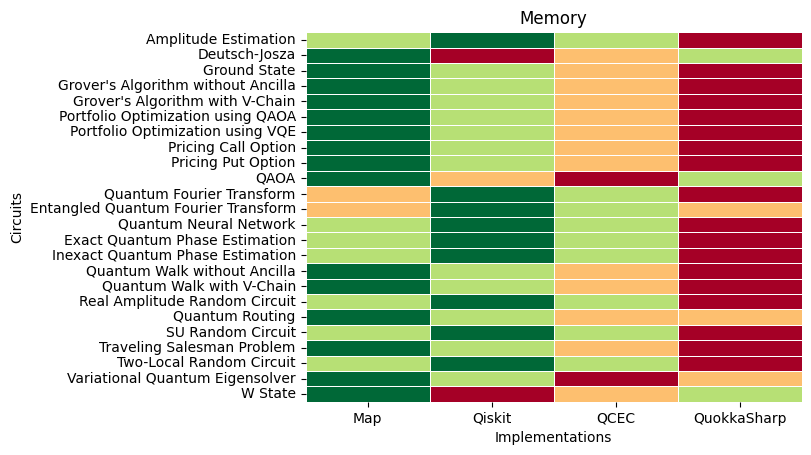 Memory
Amplitude Estimation
Deutsch-Josza
Ground State
Grover's Algorithm without Ancilla
Grover's Algorithm with V-Chain
Portfolio Optimization using QAOA
Portfolio Optimization using VQE
Pricing Call Option
Pricing Put Option
QAOA
Quantum Fourier Transform
Entangled Quantum Fourier Transform
Quantum Neural Network
Exact Quantum Phase Estimation
Inexact Quantum Phase Estimation
Quantum Walk without Ancilla
Quantum Walk with V-Chain
Real Amplitude Random Circuit
Quantum Routing
SU Random Circuit
Traveling Salesman Problem
Two-Local Random Circuit
Variational Quantum Eigensolver
W State
Circuits
Map Qiskit QCEC QuokkaSharp
Implementations